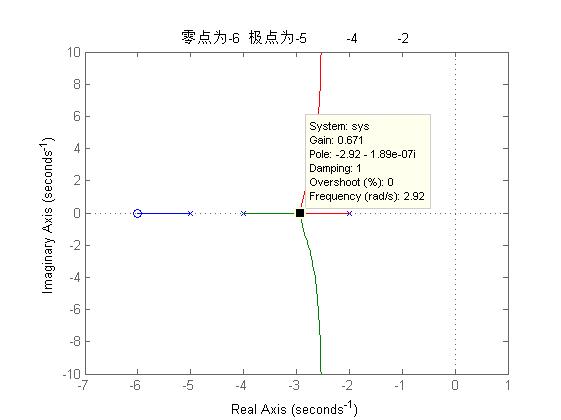 零点为-6 极点为-5 -4 -2
10
8
6
4
2
0
-2
-4
-6
-8
-10
Imaginary Axis (seconds-1)
System: sys
Gain: 0.671
Pole: -2.92 - 1.89e-07i
Damping: 1
Overshoot (%): 0
Frequency (rad/s): 2.92
-7 -6 -5 -4 -3 -2 -1 0 1
Real Axis (seconds-1)